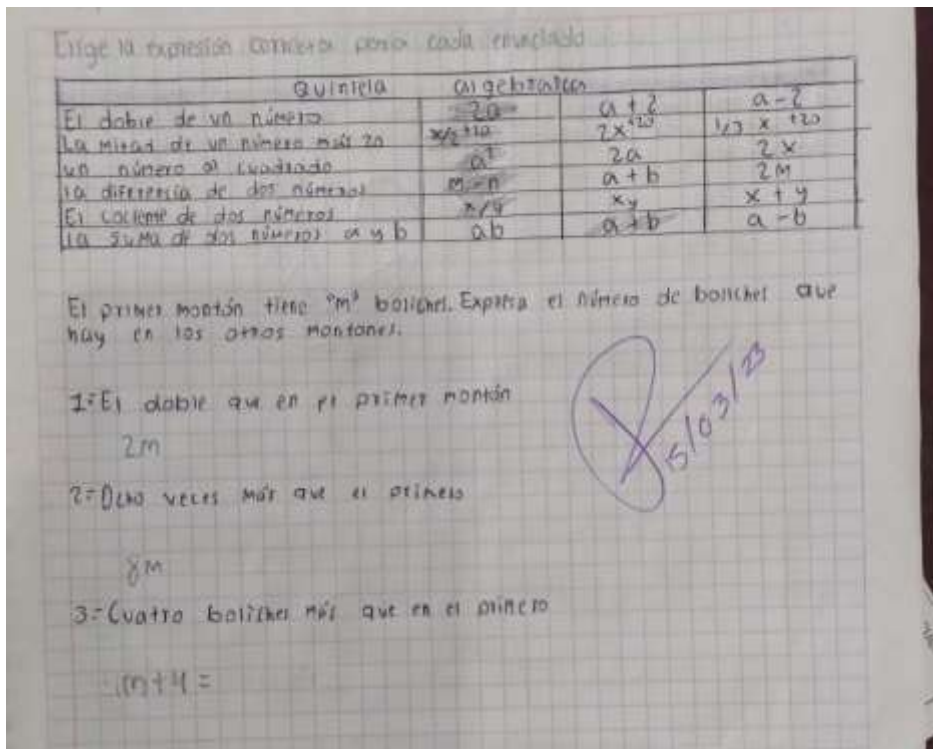 Elige la expresión correcta para cada enunciado
Quiniela algebraica
El doble de un número 2a a+2 a-2
La mitad de un número más 20 x/2 +20 2x +20 1/3 x +20
un número al cuadrado a² 2a 2x
la diferencia de dos números m-n a+b 2M
El cociente de dos números x/y xy x+y
la suma de dos números a y b ab a+b a-b
El primer montón tiene "m" boliches. Expresa el número de boliches que
hay en los otros montones.
1=El doble que en el primer montón
2m
2=Ocho veces más que el primero
8m
3=Cuatro boliches más que en el primero
m+4=
15/03/23